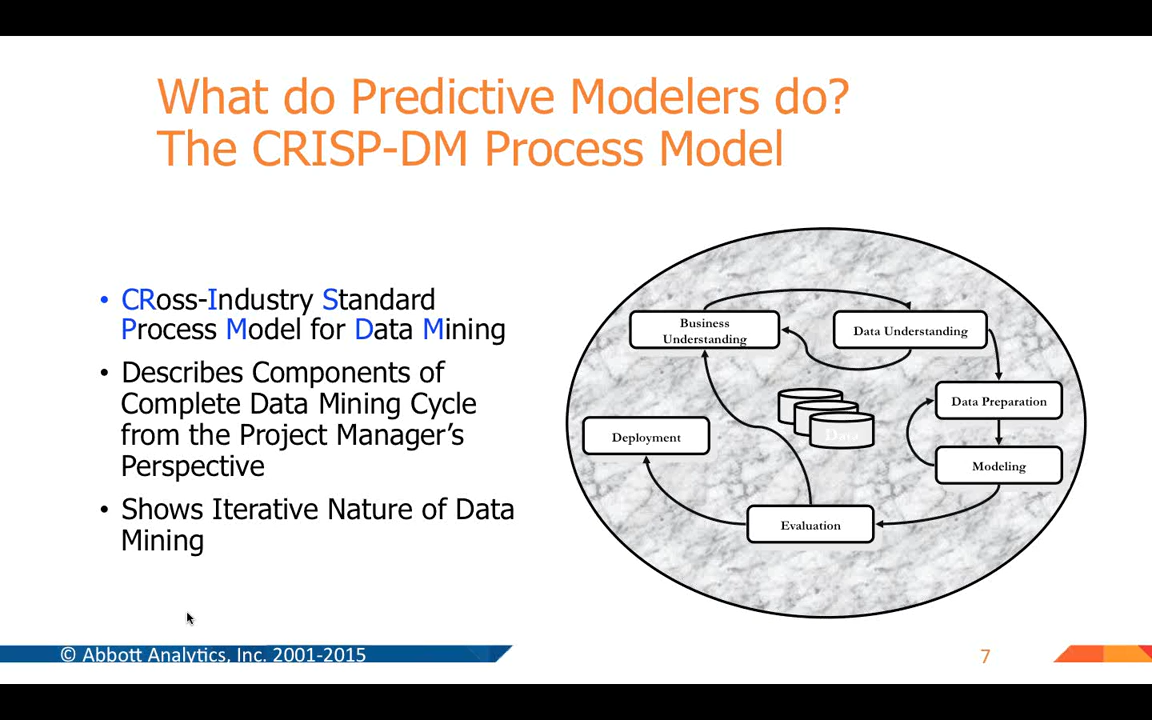 What do Predictive Modelers do?
The CRISP-DM Process Model
• CRoss-Industry Standard
Process Model for Data Mining
• Describes Components of
Complete Data Mining Cycle
from the Project Manager’s
Perspective
• Shows Iterative Nature of Data
Mining
Business
Understanding
Data Understanding
Data Preparation
Data
Deployment
Modeling
Evaluation
© Abbott Analytics, Inc. 2001-2015
7